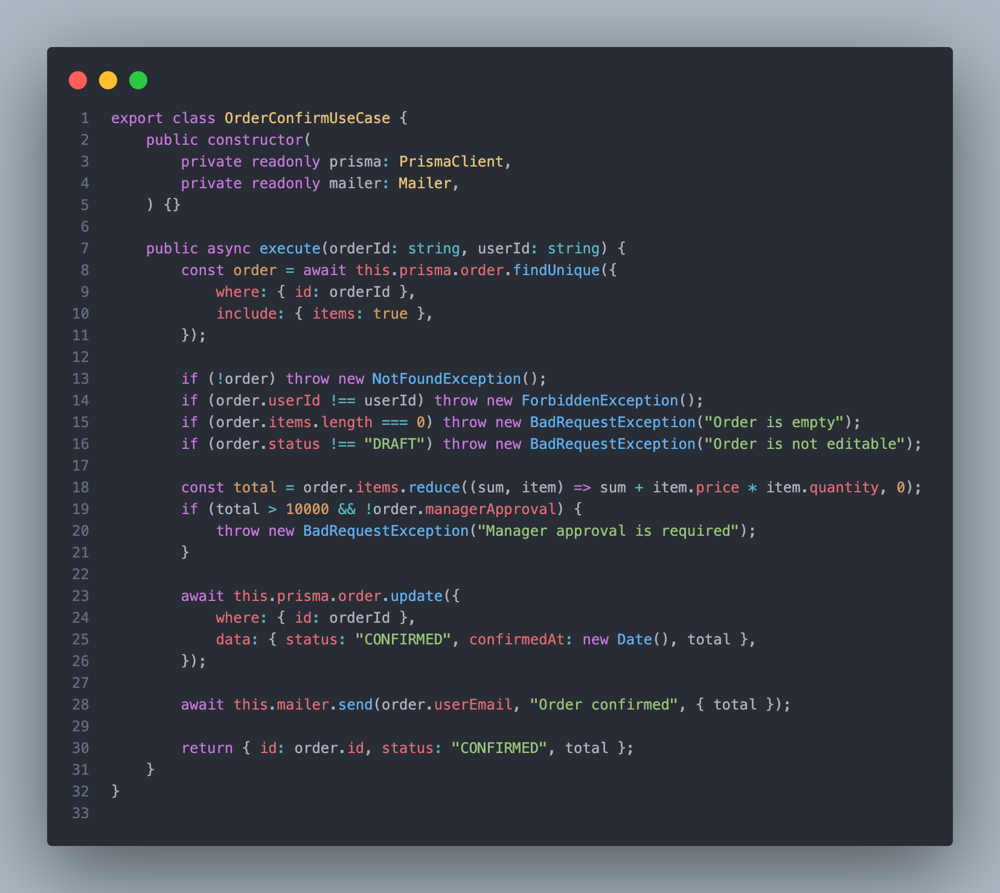 1 export class OrderConfirmUseCase {
2     public constructor(
3         private readonly prisma: PrismaClient,
4         private readonly mailer: Mailer,
5     ) {}
6
7     public async execute(orderId: string, userId: string) {
8         const order = await this.prisma.order.findUnique({
9             where: { id: orderId },
10             include: { items: true },
11         });
12
13         if (!order) throw new NotFoundException();
14         if (order.userId !== userId) throw new ForbiddenException();
15         if (order.items.length === 0) throw new BadRequestException("Order is empty");
16         if (order.status !== "DRAFT") throw new BadRequestException("Order is not editable");
17
18         const total = order.items.reduce((sum, item) => sum + item.price * item.quantity, 0);
19         if (total > 10000 && !order.managerApproval) {
20             throw new BadRequestException("Manager approval is required");
21         }
22
23         await this.prisma.order.update({
24             where: { id: orderId },
25             data: { status: "CONFIRMED", confirmedAt: new Date(), total },
26         });
27
28         await this.mailer.send(order.userEmail, "Order confirmed", { total });
29
30         return { id: order.id, status: "CONFIRMED", total };
31     }
32 }
33